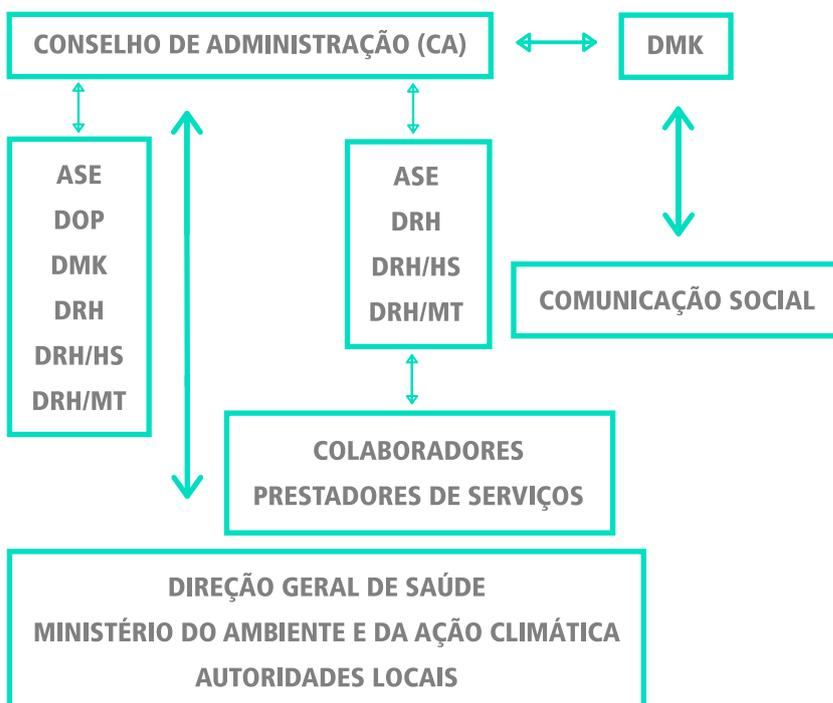 CONSELHO DE ADMINISTRAÇÃO (CA)
DMK
ASE
DOP
DMK
DRH
DRH/HS
DRH/MT
ASE
DRH
DRH/HS
DRH/MT
COMUNICAÇÃO SOCIAL
COLABORADORES
PRESTADORES DE SERVIÇOS
DIREÇÃO GERAL DE SAÚDE
MINISTÉRIO DO AMBIENTE E DA AÇÃO CLIMÁTICA
AUTORIDADES LOCAIS